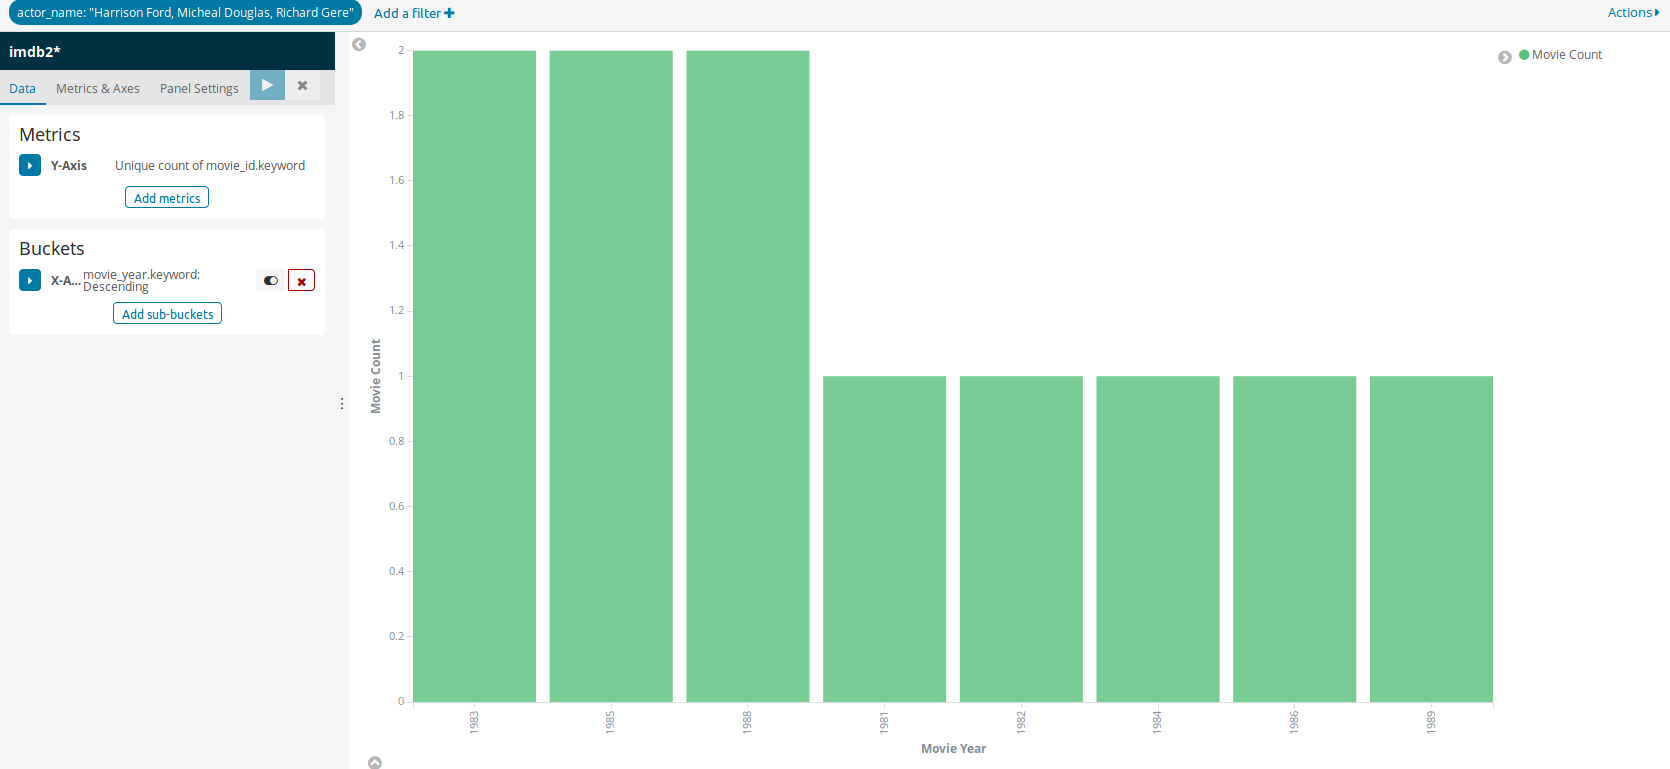 actor_name: "Harrison Ford, Micheal Douglas, Richard Gere"
Add a filter
Actions
imdb2*
Data
Metrics & Axes
Panel Settings
Metrics
Y-Axis
Unique count of movie_id.keyword
Add metrics
Buckets
X-A...
movie_year.keyword:
Descending
Add sub-buckets
Movie Count
2
1.8
1.6
1.4
1.2
1
0.8
0.6
0.4
0.2
0
Movie Count
1983
1985
1988
1981
1982
1984
1986
1989
Movie Year